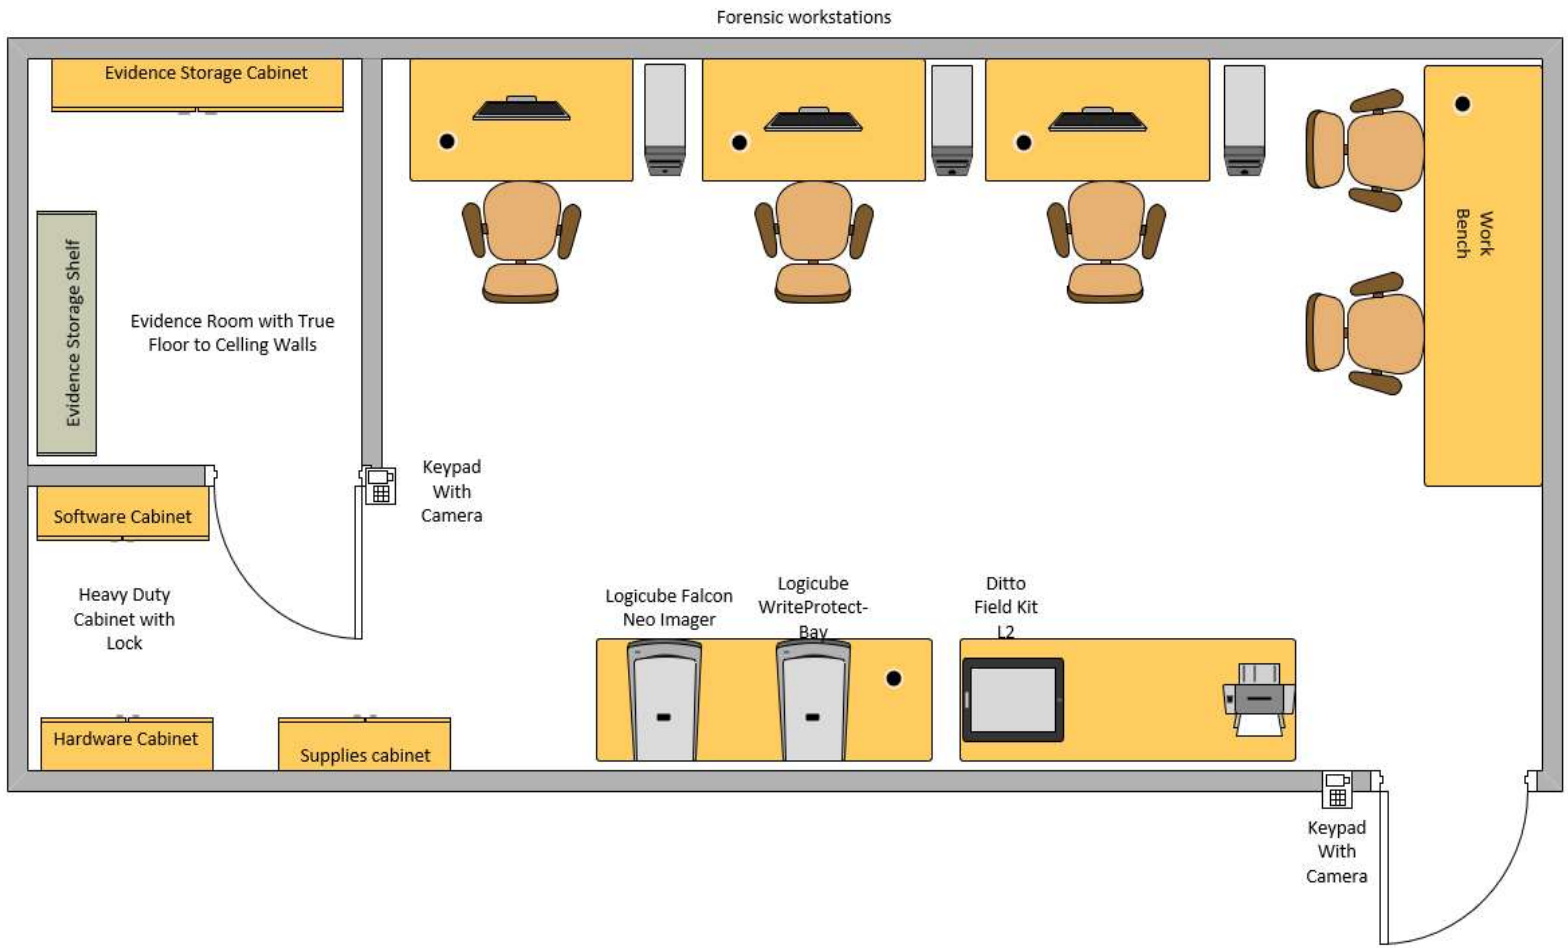 Forensic workstations
Evidence Storage Cabinet
Work
Bench
Evidence Storage Shelf
Evidence Room with True
Floor to Celling Walls
Keypad
With
Camera
Software Cabinet
Heavy Duty
Cabinet with
Lock
Logicube Falcon
Neo Imager
Logicube
WriteProtect-
Bay
Ditto
Field Kit
L2
Hardware Cabinet
Supplies cabinet
Keypad
With
Camera